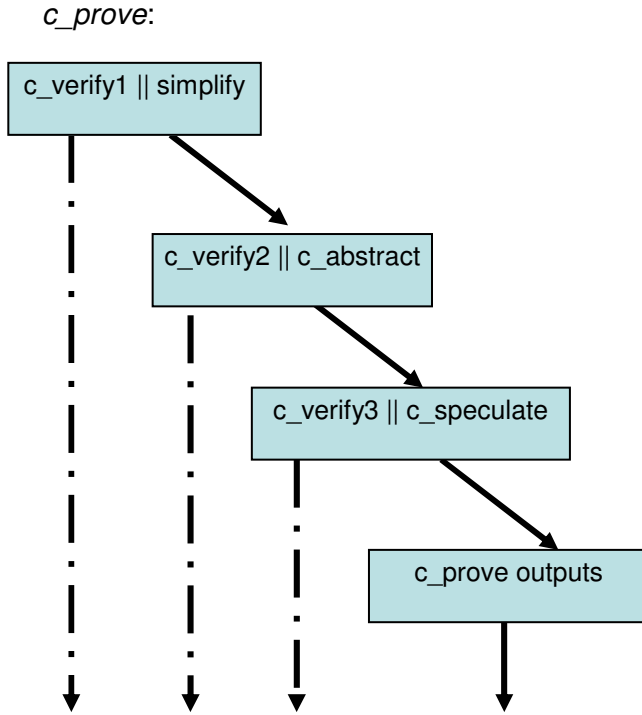 c_prove:
c_verify1 || simplify
c_verify2 || c_abstract
c_verify3 || c_speculate
c_prove outputs